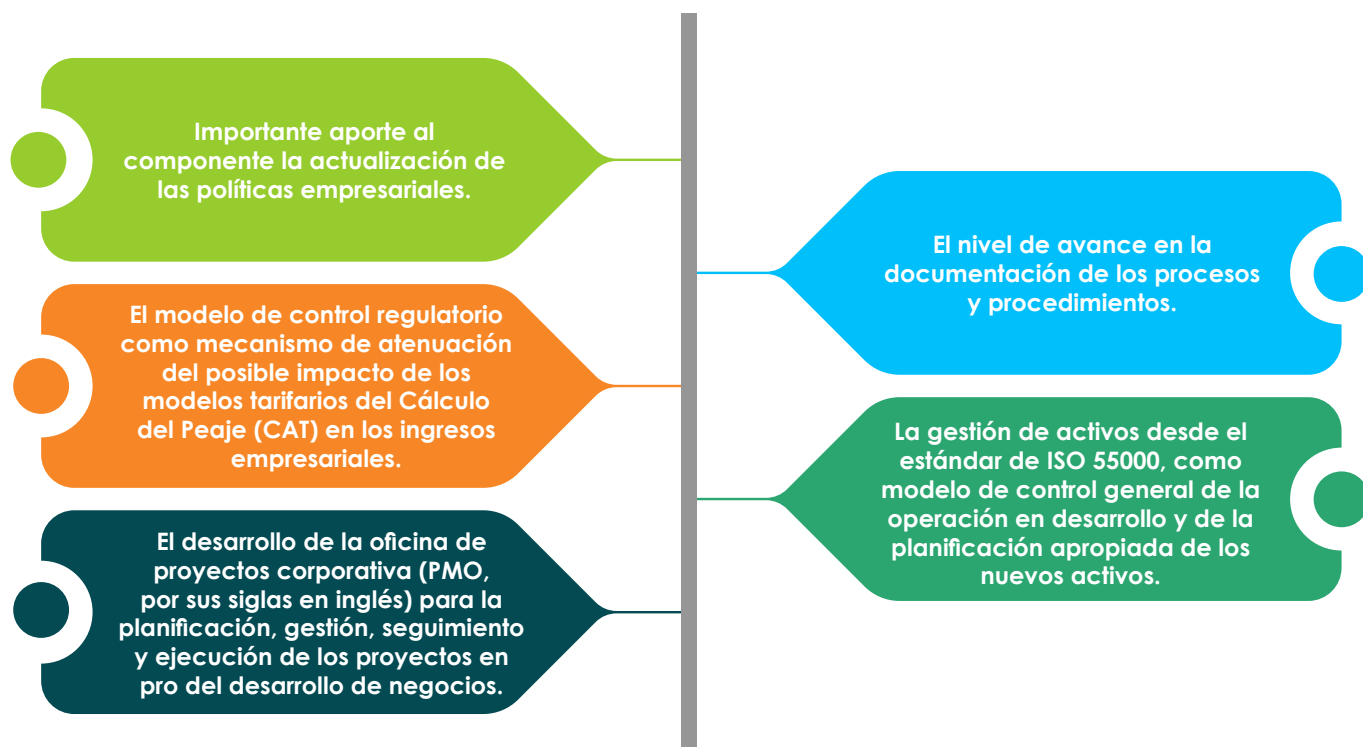 Importante aporte al
componente la actualización de
las políticas empresariales.
El nivel de avance en la
documentación de los procesos
y procedimientos.
El modelo de control regulatorio
como mecanismo de atenuación
del posible impacto de los
modelos tarifarios del Cálculo
del Peaje (CAT) en los ingresos
empresariales.
La gestión de activos desde el
estándar de ISO 55000, como
modelo de control general de la
operación en desarrollo y de la
planificación apropiada de los
nuevos activos.
El desarrollo de la oficina de
proyectos corporativa (PMO,
por sus siglas en inglés) para la
planificación, gestión, seguimiento
y ejecución de los proyectos en
pro del desarrollo de negocios.